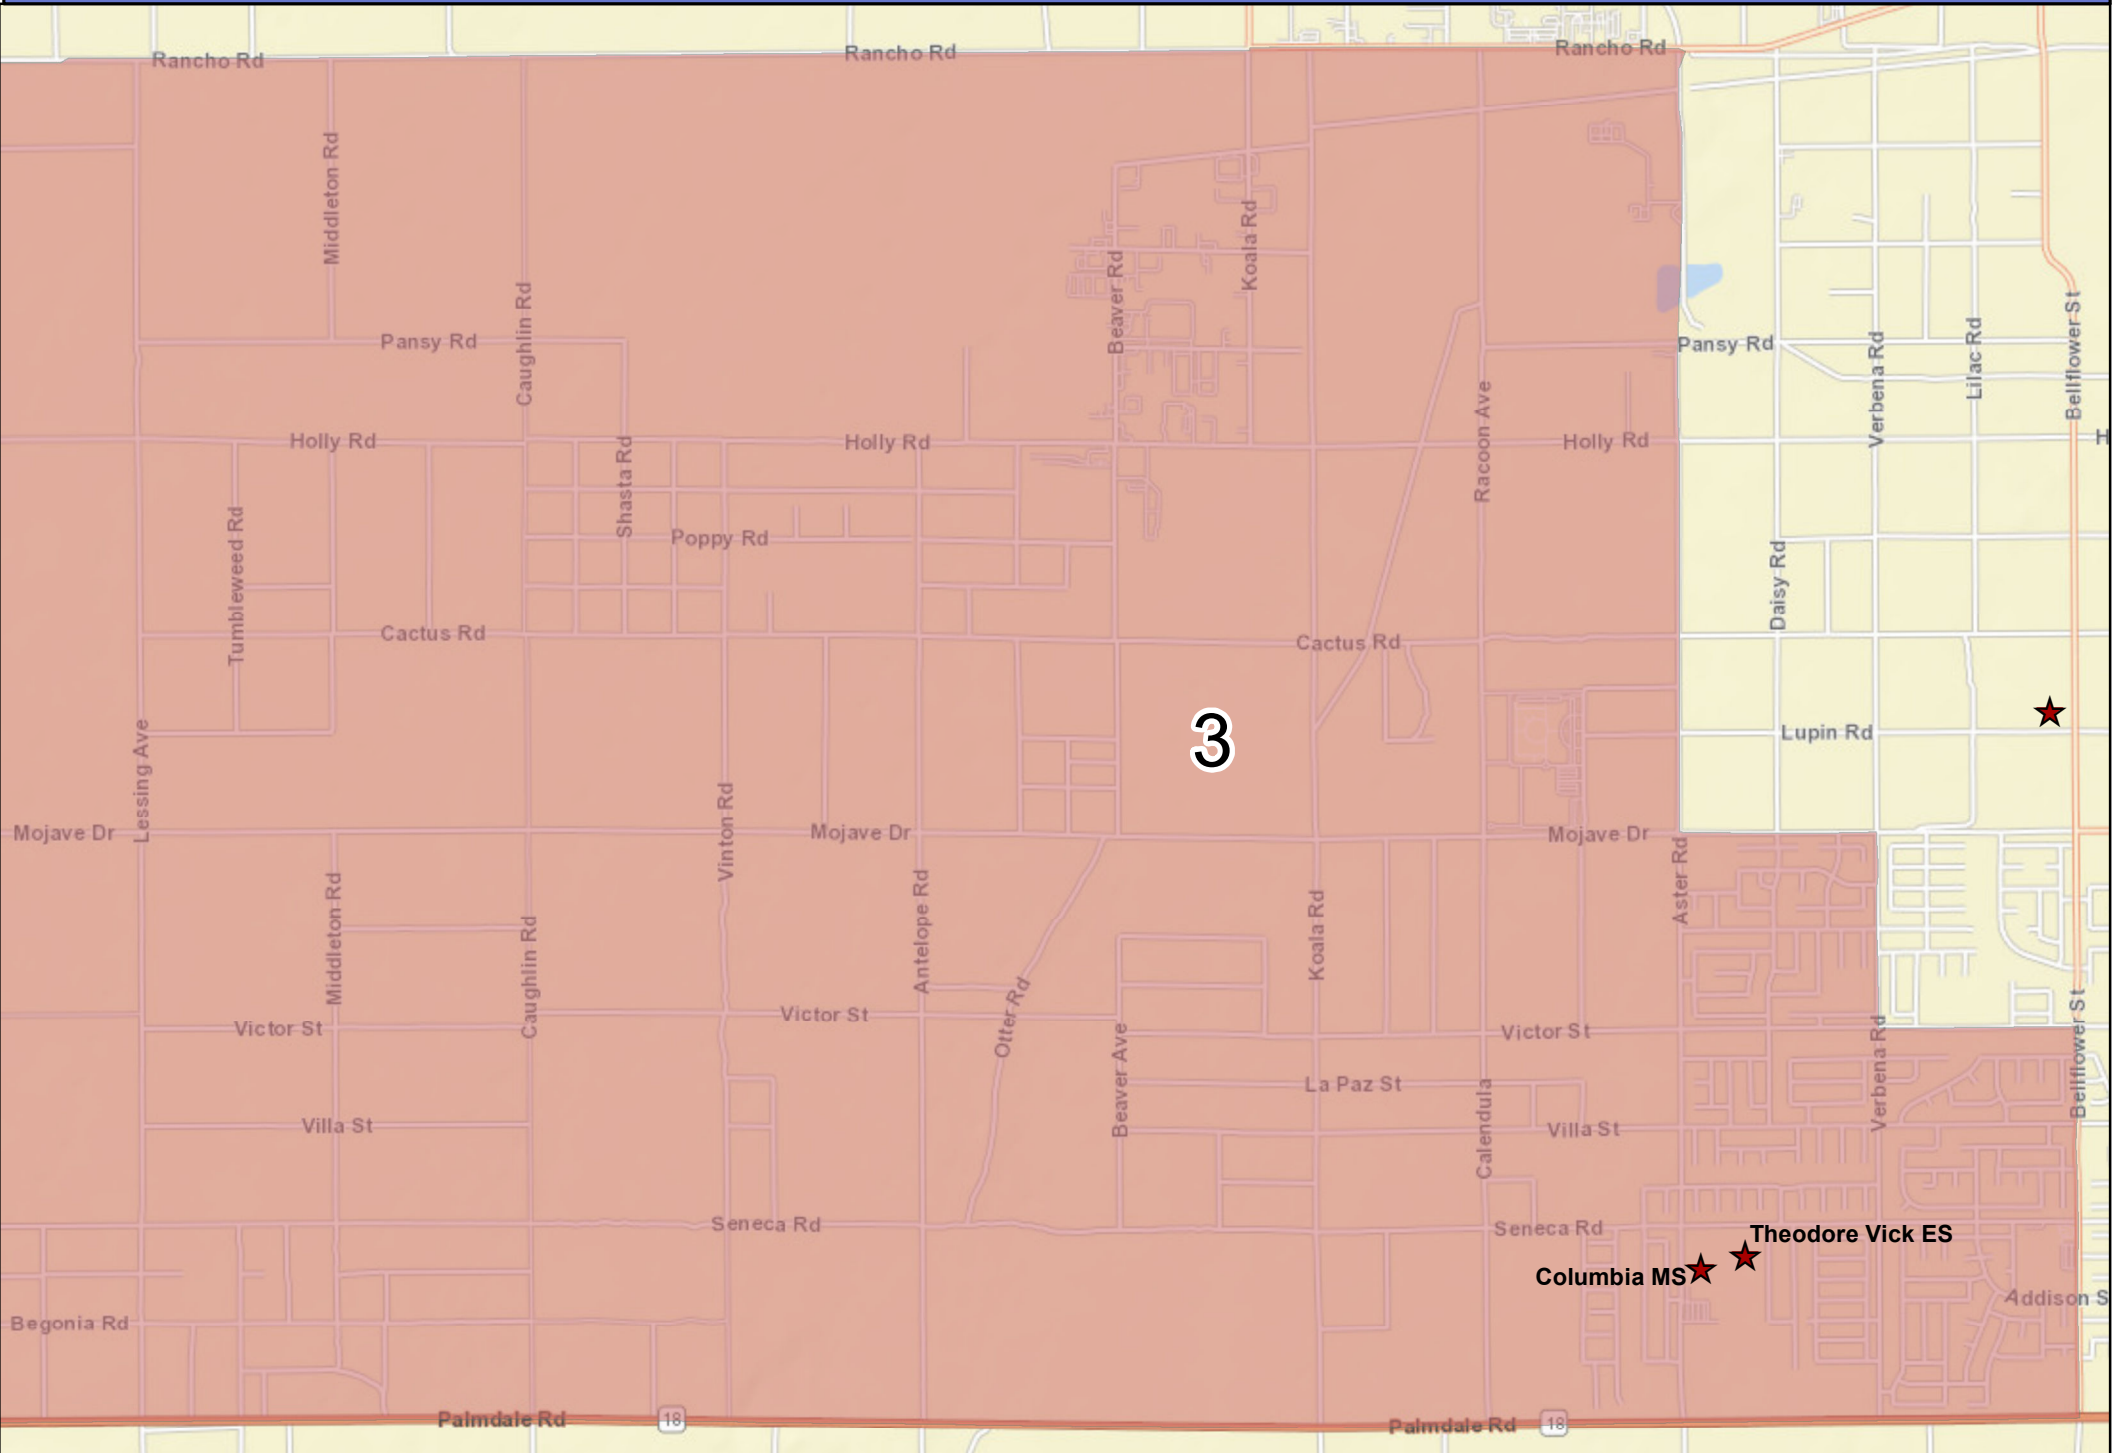 Rancho Rd
Rancho Rd
Rancho Rd
Middleton Rd
Koala Rd
Caughlin Rd
Beaver Rd
Bellflower St
Pansy Rd
Pansy Rd
Verbena Rd
Lilac Rd
Racoon Ave
Holly Rd
Holly Rd
Holly Rd
H
Shasta Rd
Tumbleweed Rd
Poppy Rd
Daisy Rd
Cactus Rd
Cactus Rd
Lessing Ave
3
Lupin Rd
Vinton Rd
Mojave Dr
Mojave Dr
Mojave Dr
Aster Rd
Middleton Rd
Caughlin Rd
Antelope Rd
Koala Rd
Otter Rd
Victor St
Victor St
Victor St
Verbena Rd
Bellflower St
Beaver Ave
La Paz St
Calendula
Villa St
Villa St
Seneca Rd
Seneca Rd
Theodore Vick ES
Columbia MS
Addison S
Begonia Rd
Palmdale Rd
18
Palmdale Rd
18